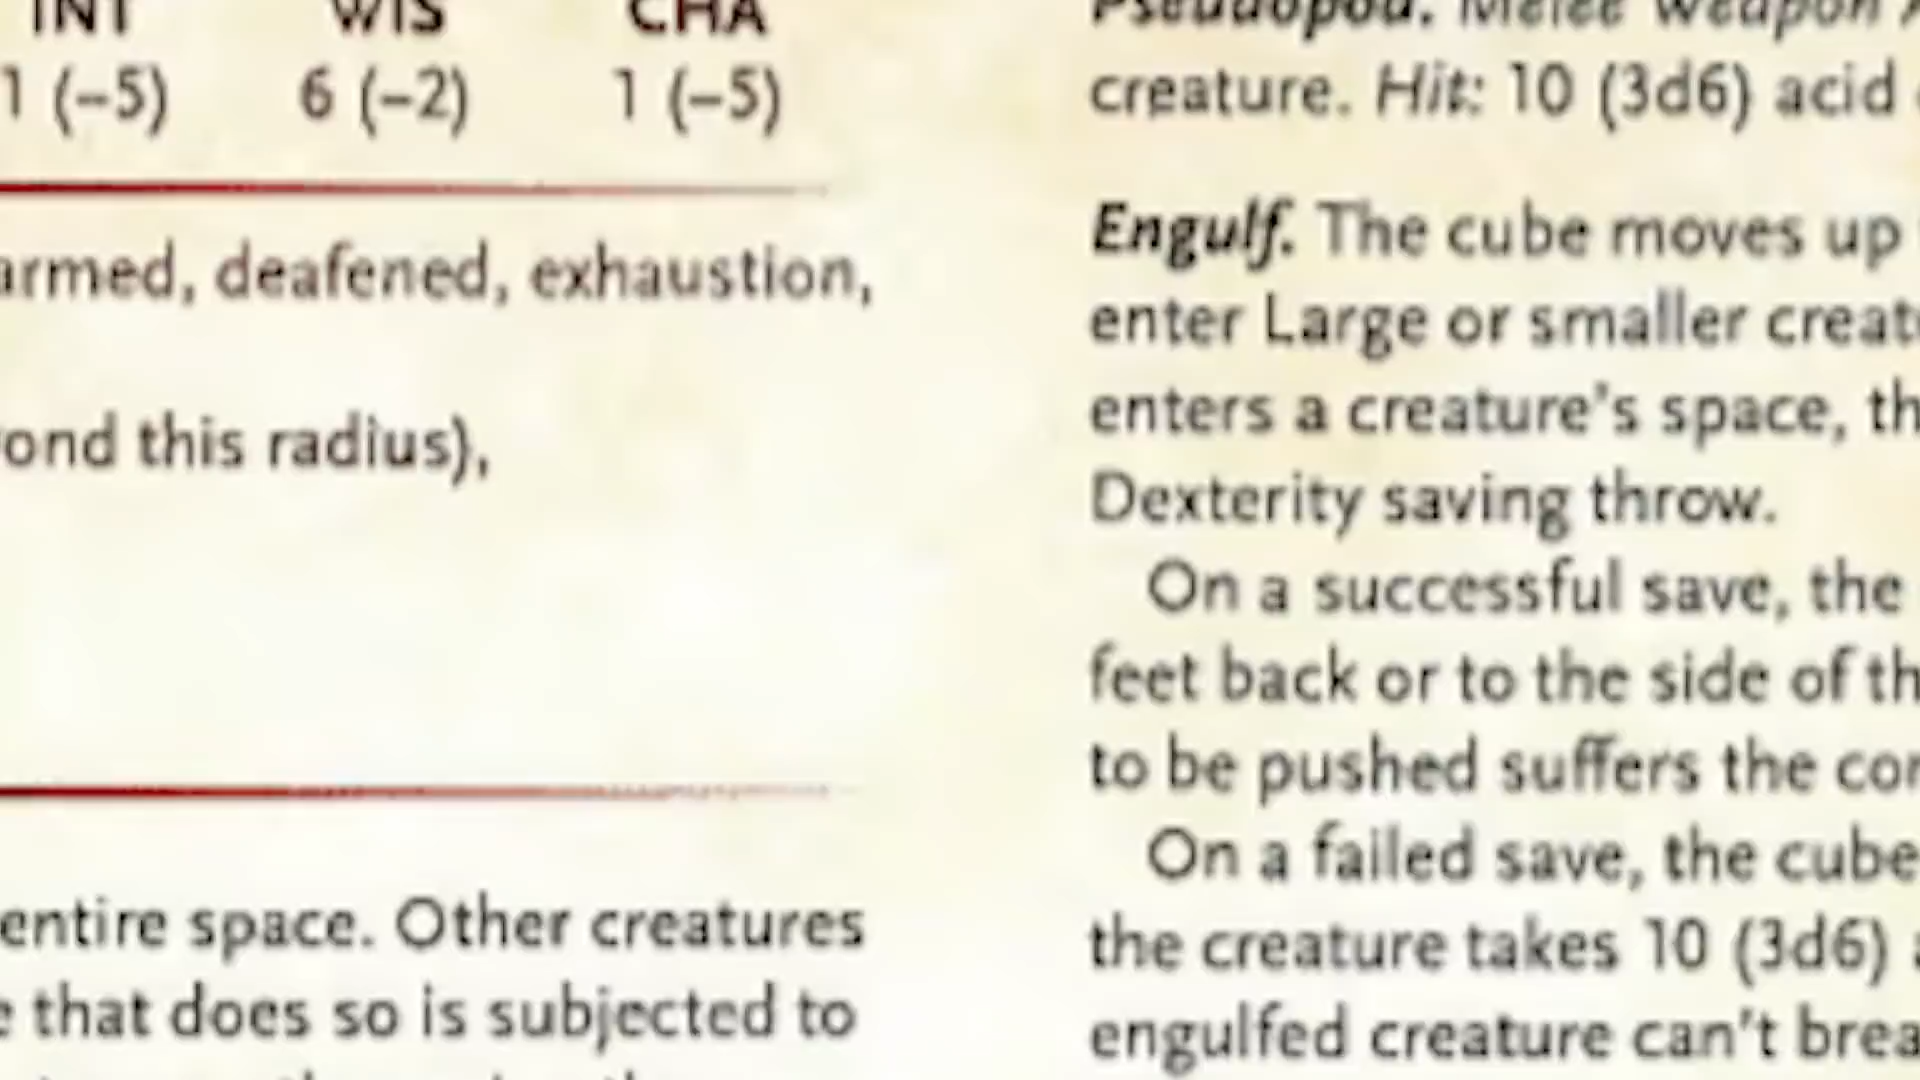 INT WIS CHA
1 (–5) 6 (–2) 1 (–5)
armed, deafened, exhaustion,
ond this radius),
entire space. Other creatures
e that does so is subjected to
Pseudopod. Melee Weapon A
creature. Hit: 10 (3d6) acid
Engulf. The cube moves up
enter Large or smaller creat
enters a creature’s space, th
Dexterity saving throw.
On a successful save, the
feet back or to the side of th
to be pushed suffers the con
On a failed save, the cube
the creature takes 10 (3d6) a
engulfed creature can’t brea